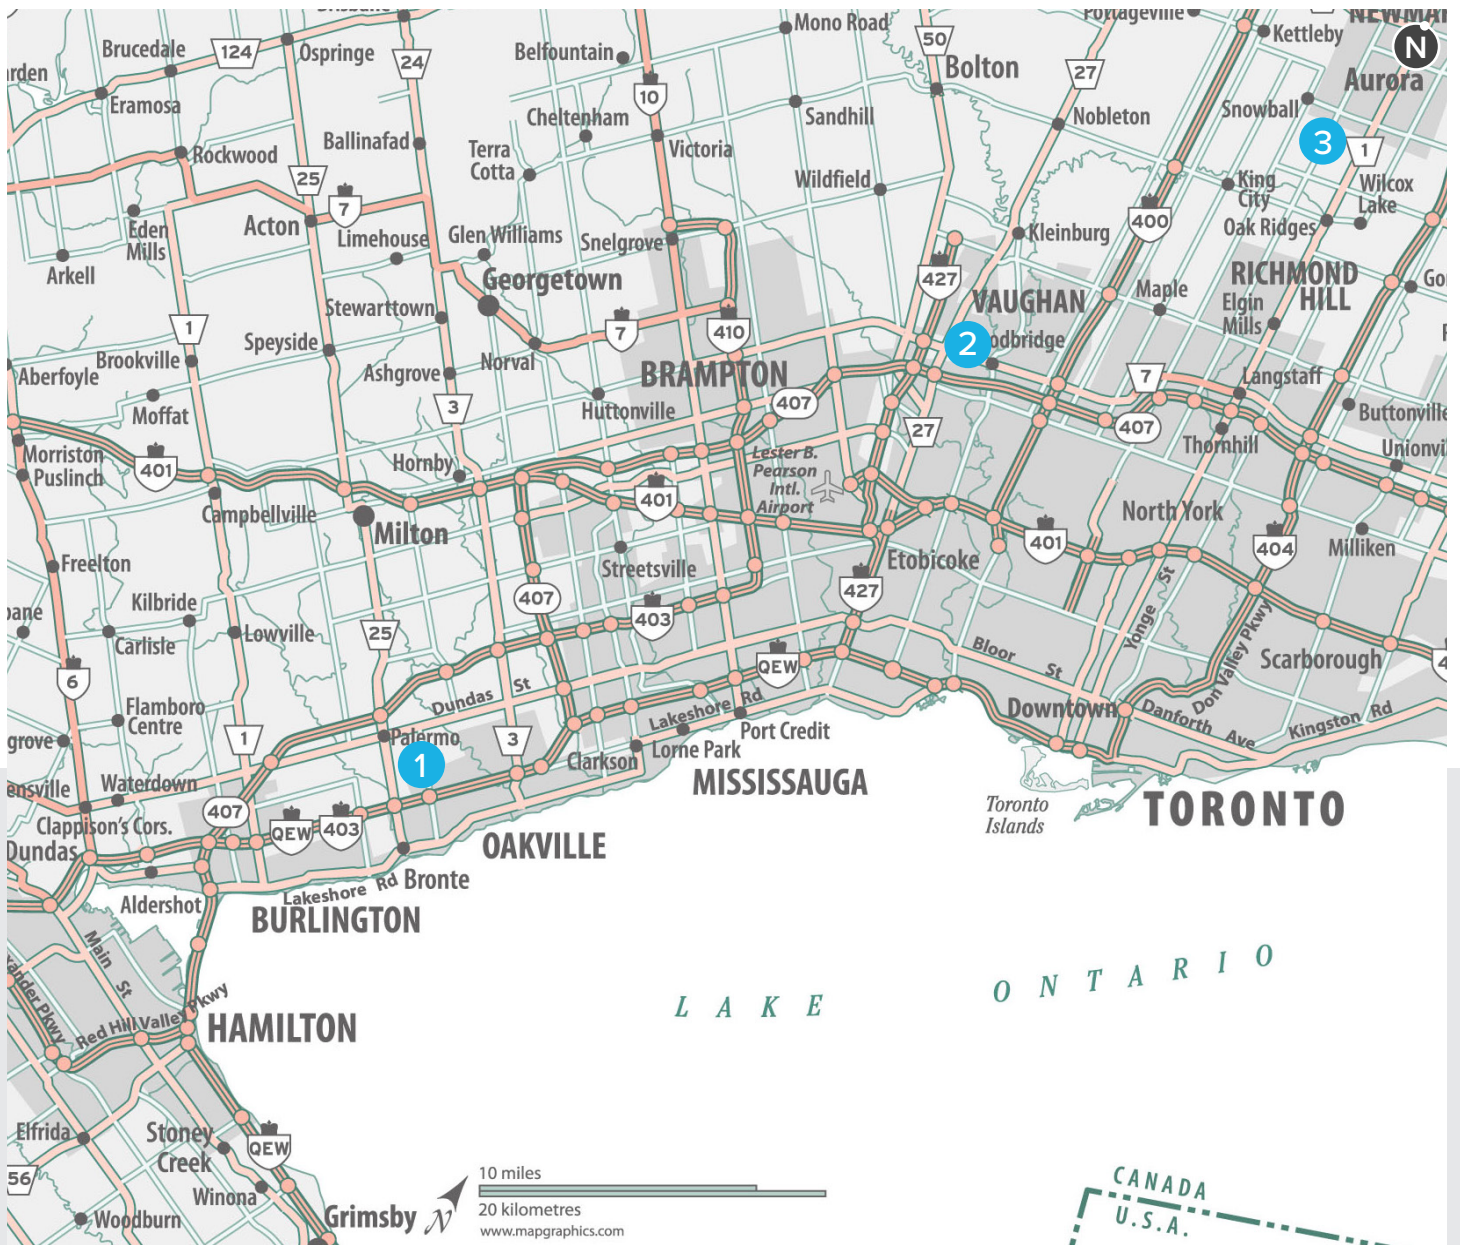 Mono Road
Kettleby
Brucedale
124
Ospringe
24
Belfountain
50
Bolton
27
N
Aurora
Eramosa
10
Cheltenham
Sandhill
Nobleton
Snowball
3
1
Rockwood
Ballinafad
Terra
Cotta
Victoria
Wildfield
King
City
Wilcox
Lake
25
7
Eden
Mills
Acton
Limehouse
Glen Williams
Snelgrove
Kleinburg
400
Oak Ridges
Arkell
Georgetown
427
VAUGHAN
Maple
RICHMOND
HILL
Elgin
Mills
Stewarttown
1
Speyside
7
410
2
Brookville
Aberfoyle
Ashgrove
Norval
BRAMPTON
7
Langstaff
Moffat
3
Huttonville
407
407
27
Thornhill
Morriston
Puslinch
401
Hornby
Lester B.
Pearson
Intl.
Airport
401
Campbellville
Milton
North York
401
404
Milliken
Freelton
Streetsville
Etobicoke
427
407
403
Kilbride
Carlisle
Lowville
25
Yonge St
Bloor St
Don Valley Pkwy
Scarborough
6
QEW
Dundas St
Lakeshore Rd
Flamboro
Centre
1
Palermo
3
Port Credit
Downtown
Danforth Ave
Kingston Rd
1
Clarkson
Lorne Park
MISSISSAUGA
Waterdown
407
QEW
403
Clappison's Cors.
Dundas
OAKVILLE
Toronto
Islands
TORONTO
Aldershot
Lakeshore Rd
Bronte
BURLINGTON
Main St
LAKE ONTARIO
Red Hill Valley Pkwy
HAMILTON
Elfrida
Stoney
Creek
QEW
56
Winona
Woodburn
Grimsby
N
10 miles
20 kilometres
www.mapgraphics.com
CANADA
U.S.A.